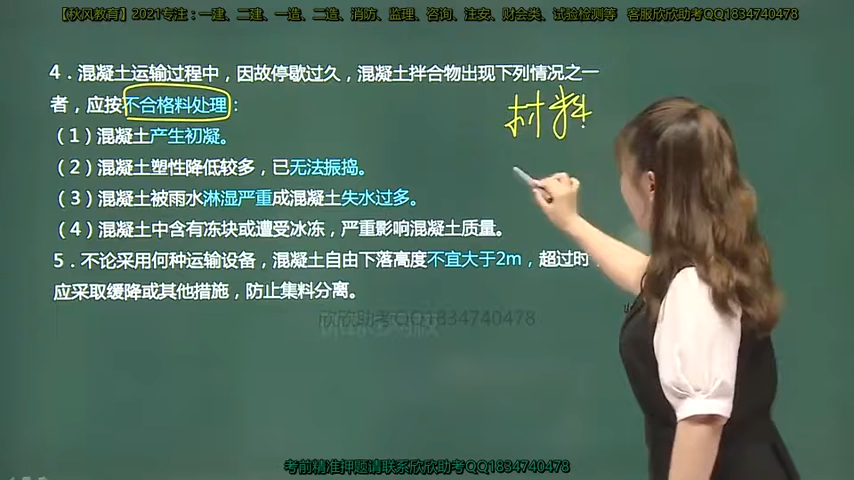 【秋风教育】2021专注：一建、二建、一造、二造、消防、监理、咨询、注安、财会类、试验检测等 客服欣欣助考QQ1834740478
4．混凝土运输过程中，因故停歇过久，混凝土拌合物出现下列情况之一
者，应按不合格料处理：
材料
（1）混凝土产生初凝。
（2）混凝土塑性降低较多，已无法振捣。
（3）混凝土被雨水淋湿严重成混凝土失水过多。
（4）混凝土中含有冻块或遭受冰冻，严重影响混凝土质量。
5．不论采用何种运输设备，混凝土自由下落高度不宜大于2m，超过时，
应采取缓降或其他措施，防止集料分离。
欣欣助考QQ1834740478
考前精准押题请联系欣欣助考QQ1834740478